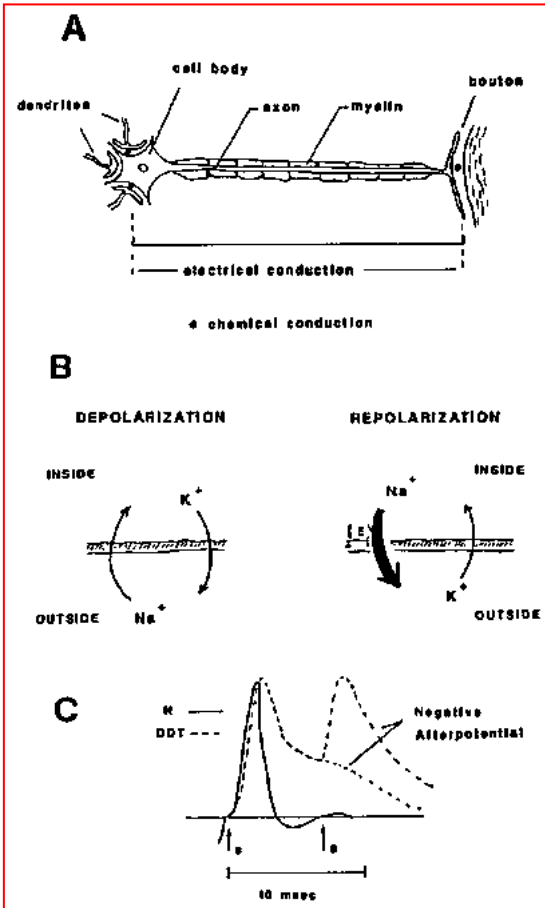 A
cell body
dendrites
axon
myelin
bouton
electrical conduction
* chemical conduction
B
DEPOLARIZATION
REPOLARIZATION
INSIDE
K+
Na+
OUTSIDE
INSIDE
Na+
E
K+
OUTSIDE
C
N
DDT
Negative
Afterpotential
s
s
10 msec